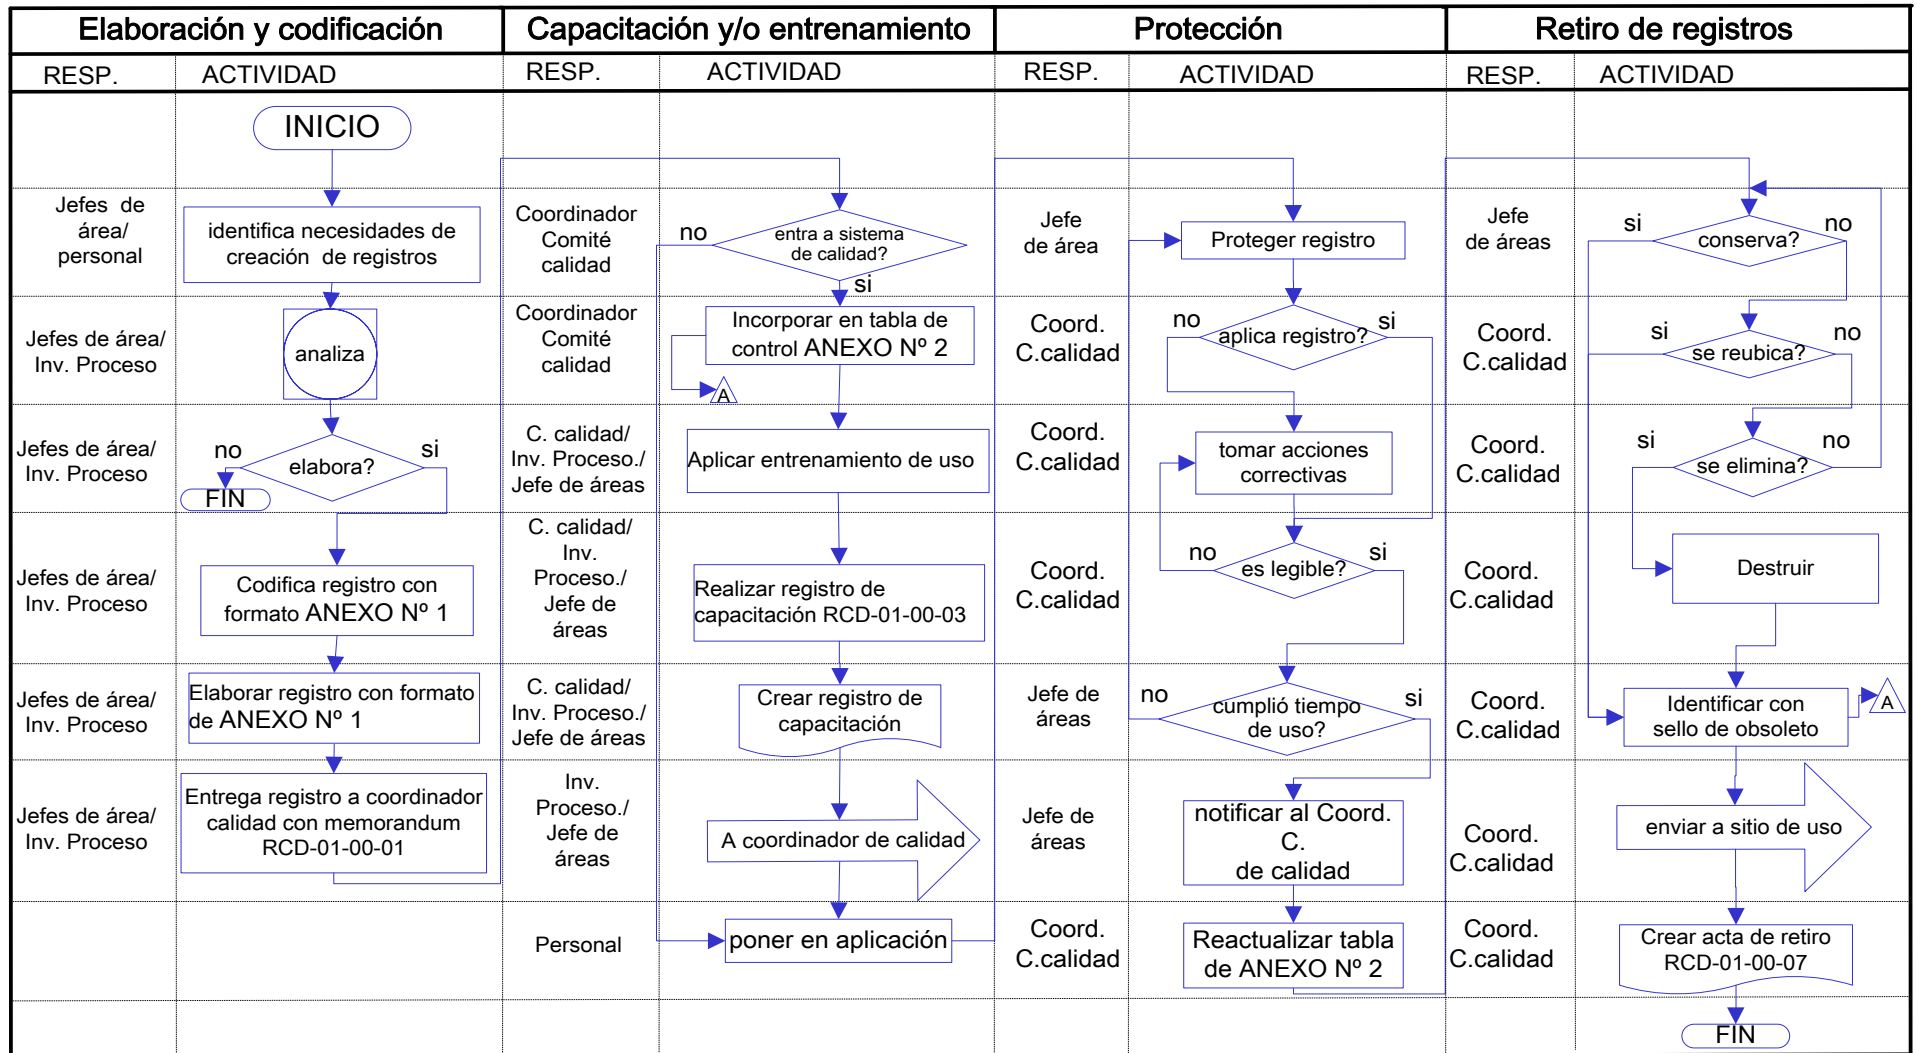 Elaboración y codificación
RESP.
ACTIVIDAD
INICIO
Jefes de
área/
personal
identifica necesidades de
creación de registros
Jefes de área/
Inv. Proceso
analiza
Jefes de área/
Inv. Proceso
no
elabora?
si
FIN
Jefes de área/
Inv. Proceso
Codifica registro con
formato ANEXO Nº 1
Jefes de área/
Inv. Proceso
Elaborar registro con formato
de ANEXO Nº 1
Jefes de área/
Inv. Proceso
Entrega registro a coordinador
calidad con memorandum
RCD-01-00-01
Capacitación y/o entrenamiento
RESP.
ACTIVIDAD
Coordinador
Comité
calidad
no
entra a sistema
de calidad?
si
Coordinador
Comité
calidad
Incorporar en tabla de
control ANEXO Nº 2
A
C. calidad/
Inv. Proceso./
Jefe de áreas
Aplicar entrenamiento de uso
C. calidad/
Inv.
Proceso./
Jefe de
áreas
Realizar registro de
capacitación RCD-01-00-03
C. calidad/
Inv. Proceso./
Jefe de áreas
Crear registro de
capacitación
Inv.
Proceso./
Jefe de
áreas
A coordinador de calidad
Personal
poner en aplicación
Protección
RESP.
ACTIVIDAD
Jefe
de área
Proteger registro
Coord.
C.calidad
no
aplica registro?
si
Coord.
C.calidad
tomar acciones
correctivas
Coord.
C.calidad
no
es legible?
si
Jefe de
áreas
no
cumplió tiempo
de uso?
si
Jefe de
áreas
notificar al Coord.
C.
de calidad
Coord.
C.calidad
Reactualizar tabla
de ANEXO Nº 2
Retiro de registros
RESP.
ACTIVIDAD
Jefe
de áreas
si
conserva?
no
Coord.
C.calidad
si
se reubica?
no
Coord.
C.calidad
si
se elimina?
no
Coord.
C.calidad
Destruir
Coord.
C.calidad
Identificar con
sello de obsoleto
A
Coord.
C.calidad
enviar a sitio de uso
Coord.
C.calidad
Crear acta de retiro
RCD-01-00-07
FIN